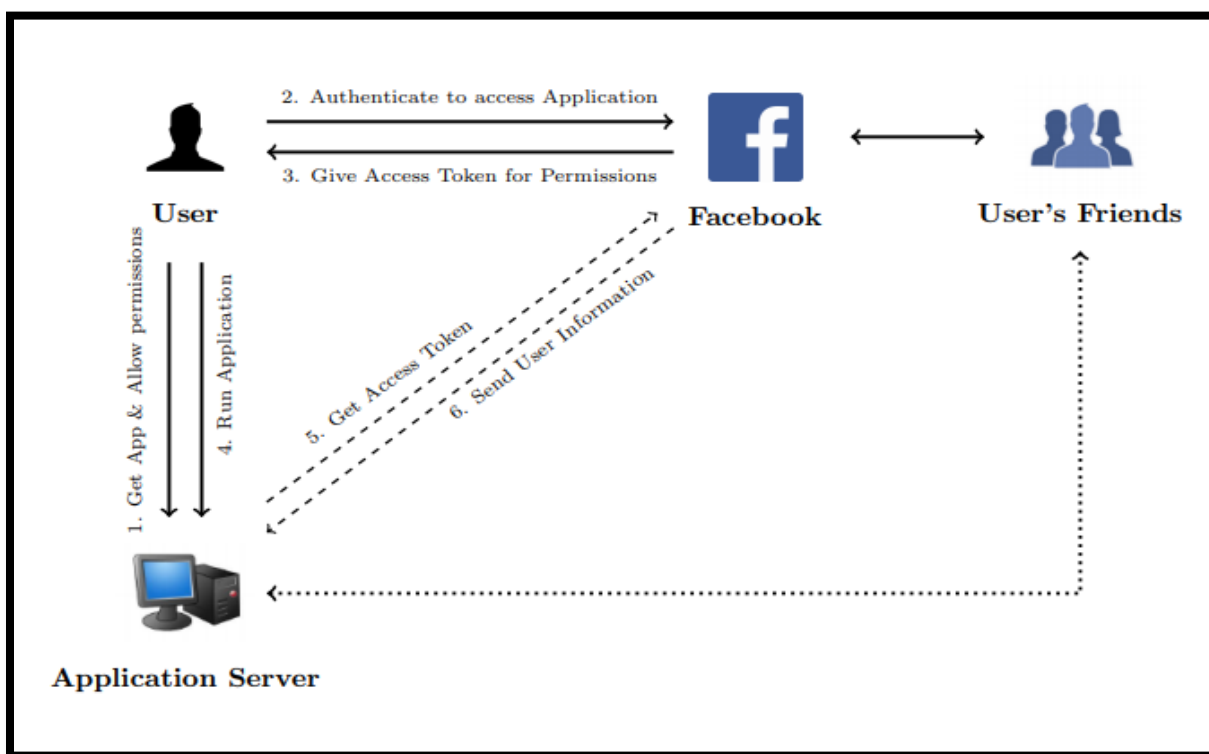 2. Authenticate to access Application
3. Give Access Token for Permissions
f
User
Facebook
User's Friends
1. Get App & Allow permissions
4. Run Application
5. Get Access Token
6. Send User Information
Application Server